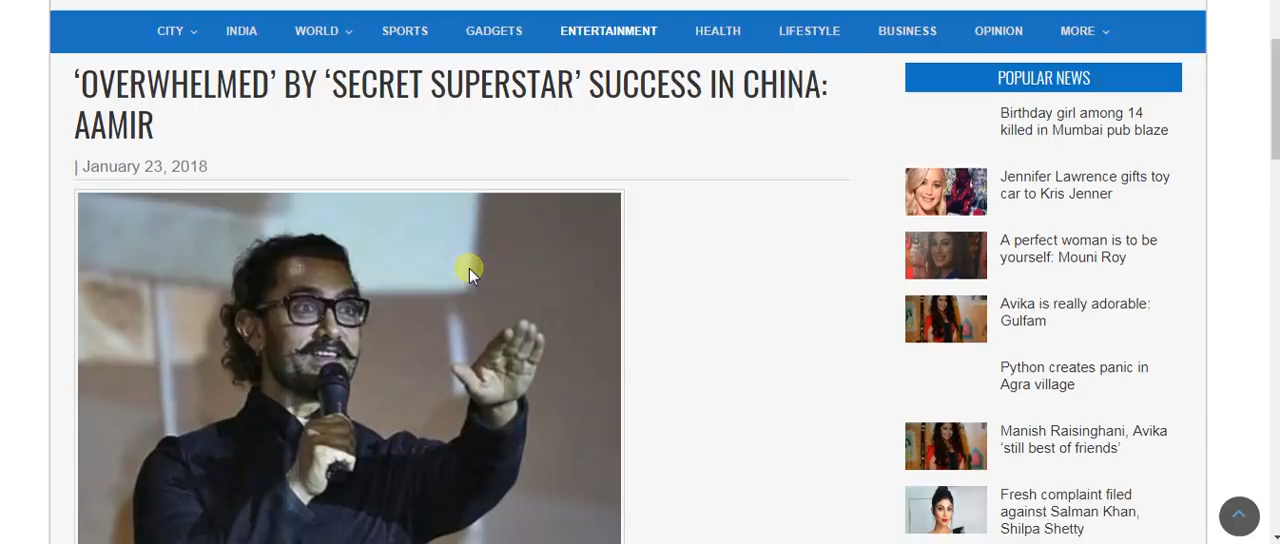 CITY INDIA WORLD SPORTS GADGETS ENTERTAINMENT HEALTH LIFESTYLE BUSINESS OPINION MORE
‘OVERWHELMED’ BY ‘SECRET SUPERSTAR’ SUCCESS IN CHINA:
AAMIR
| January 23, 2018
POPULAR NEWS
Birthday girl among 14
killed in Mumbai pub blaze
Jennifer Lawrence gifts toy
car to Kris Jenner
A perfect woman is to be
yourself: Mouni Roy
Avika is really adorable:
Gulfam
Python creates panic in
Agra village
Manish Raisinghani, Avika
‘still best of friends’
Fresh complaint filed
against Salman Khan,
Shilpa Shetty